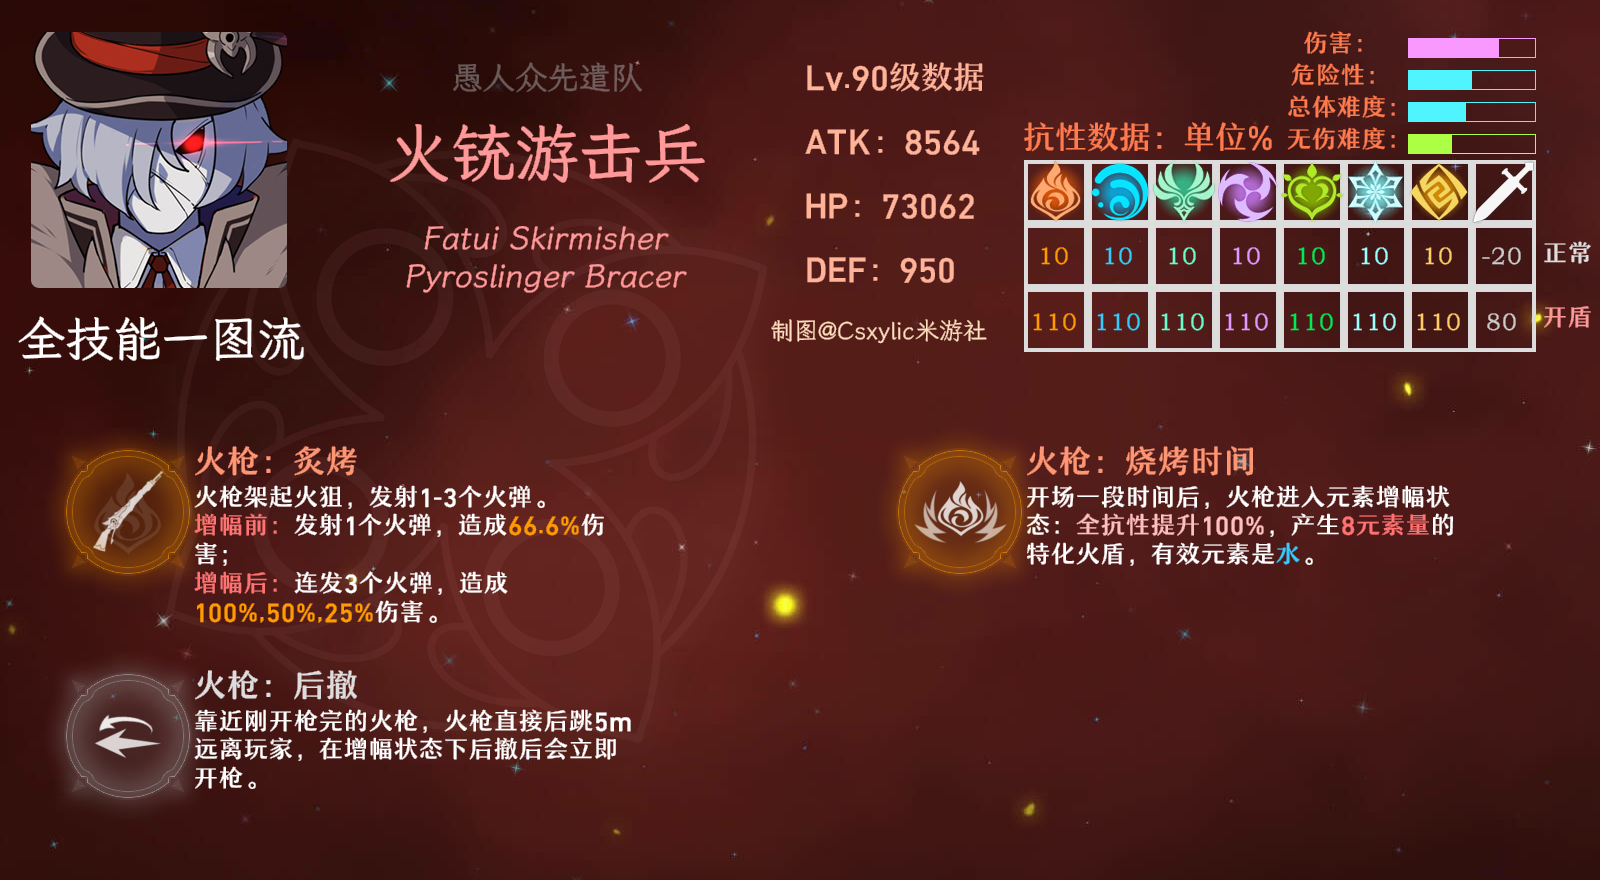 愚人众先遣队
火铳游击兵
Fatui Skirmisher
Pyroslinger Bracer
全技能一图流
Lv.90级数据
ATK：8564
HP：73062
DEF：950
制图@Csxylic米游社
伤害：
危险性：
总体难度：
无伤难度：
抗性数据：单位%
10 10 10 10 10 10 10 -20 正常
110 110 110 110 110 110 110 80 开盾
火枪：炙烤
火枪架起火狙，发射1-3个火弹。
增幅前：发射1个火弹，造成66.6%伤
害；
增幅后：连发3个火弹，造成
100%,50%,25%伤害。
火枪：烧烤时间
开场一段时间后，火枪进入元素增幅状
态：全抗性提升100%，产生8元素量的
特化火盾，有效元素是水。
火枪：后撤
靠近刚开枪完的火枪，火枪直接后跳5m
远离玩家，在增幅状态下后撤后会立即
开枪。